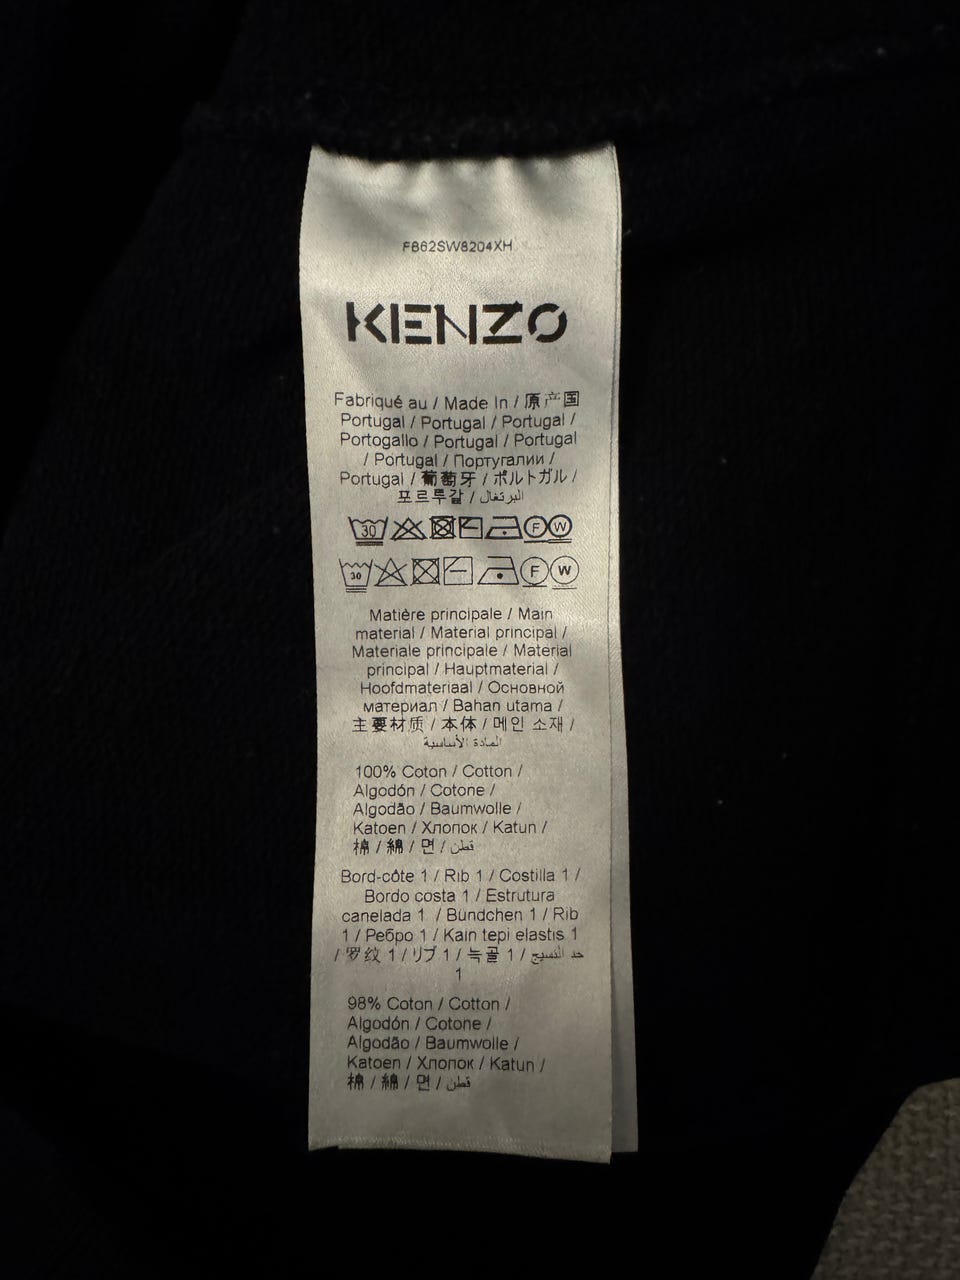 F862SW8204XH
KENZO
Fabriqué au / Made In / 原产国
Portugal / Portugal / Portugal /
Portogallo / Portugal / Portugal
/ Portugal / Португалии /
Portugal / 葡萄牙 / ポルトガル /
포르투갈 / البرتغال
30 F W
30 F W
Matière principale / Main
material / Material principal /
Materiale principale / Material
principal / Hauptmaterial /
Hoofdmateriaal / Основной
материал / Bahan utama /
主要材质 / 本体 / 메인 소재 /
المادة الأساسية
100% Coton / Cotton /
Algodón / Cotone /
Algodão / Baumwolle /
Katoen / Хлопок / Katun /
棉 / 綿 / 면 / قطن
Bord-côte 1 / Rib 1 / Costilla 1 /
Bordo costa 1 / Estrutura
canelada 1 / Bündchen 1 / Rib
1 / Ребро 1 / Kain tepi elastis 1
/ 罗纹 1 / リブ 1 / 늑골 1 / حد النسيج
1
98% Coton / Cotton /
Algodón / Cotone /
Algodão / Baumwolle /
Katoen / Хлопок / Katun /
棉 / 綿 / 면 / قطن